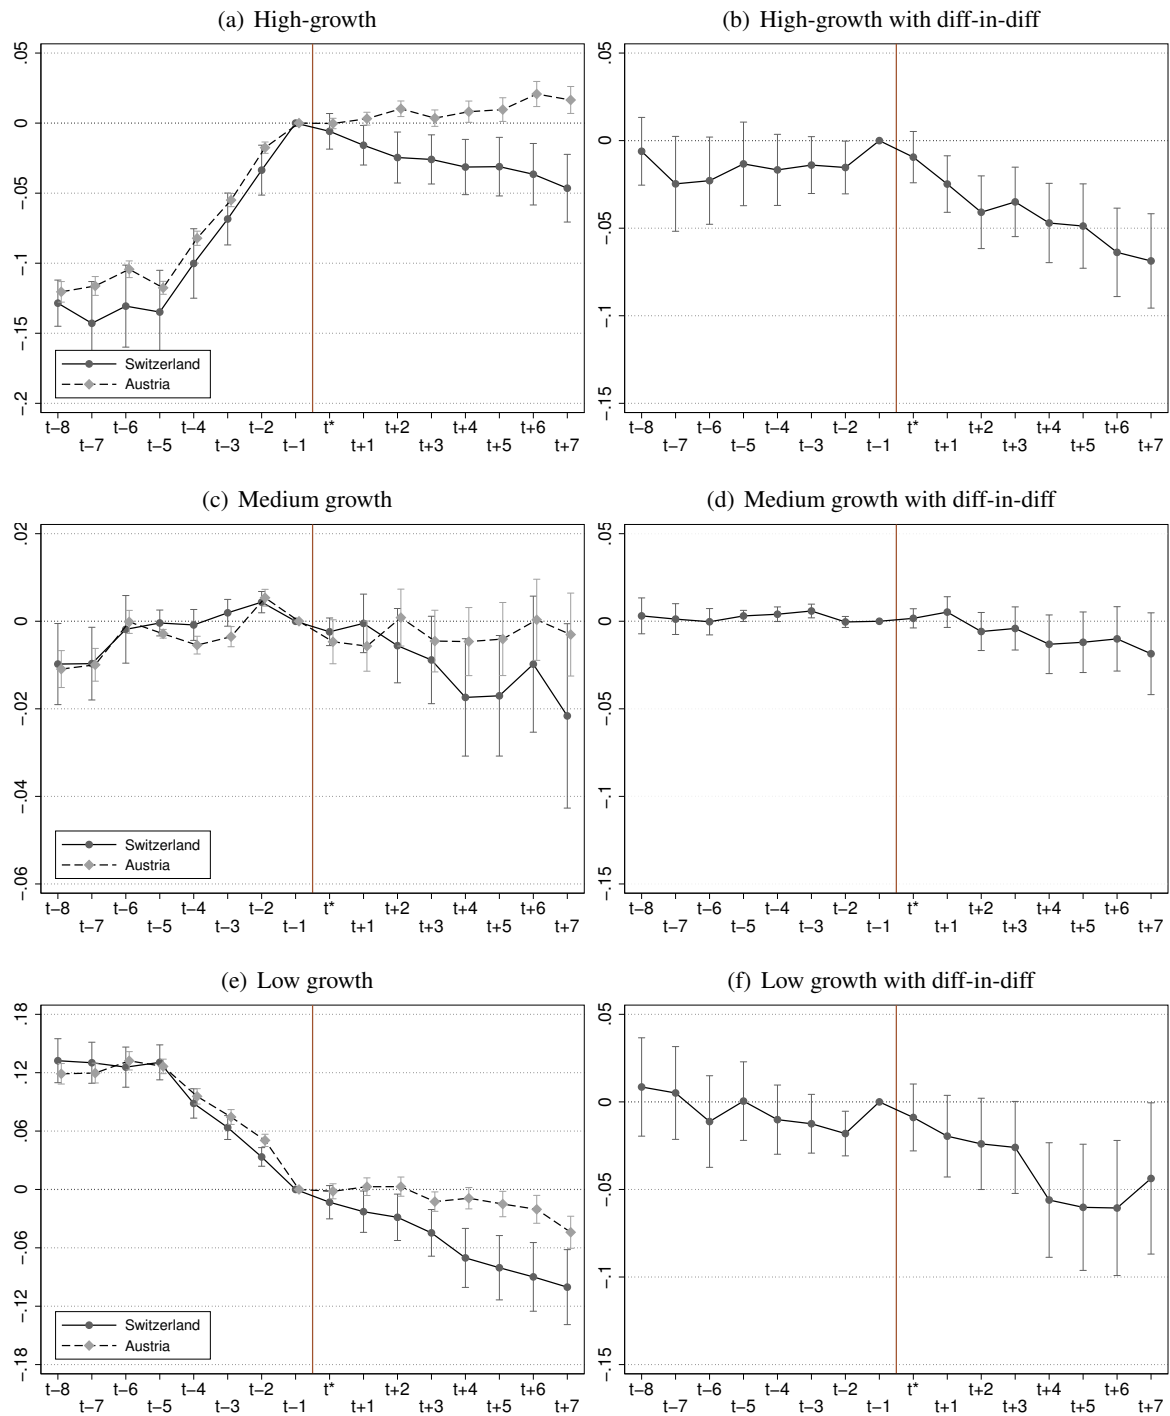 (a) High-growth
.05
0
−.05
−.1
−.15
−.2
Switzerland
Austria
t−8 t−6 t−4 t−2 t* t+2 t+4 t+6
t−7 t−5 t−3 t−1 t+1 t+3 t+5 t+7
(b) High-growth with diff-in-diff
.05
0
−.05
−.1
−.15
t−8 t−6 t−4 t−2 t* t+2 t+4 t+6
t−7 t−5 t−3 t−1 t+1 t+3 t+5 t+7
(c) Medium growth
.02
0
−.02
−.04
−.06
Switzerland
Austria
t−8 t−6 t−4 t−2 t* t+2 t+4 t+6
t−7 t−5 t−3 t−1 t+1 t+3 t+5 t+7
(d) Medium growth with diff-in-diff
.05
0
−.05
−.1
−.15
t−8 t−6 t−4 t−2 t* t+2 t+4 t+6
t−7 t−5 t−3 t−1 t+1 t+3 t+5 t+7
(e) Low growth
.18
.12
.06
0
−.06
−.12
−.18
Switzerland
Austria
t−8 t−6 t−4 t−2 t* t+2 t+4 t+6
t−7 t−5 t−3 t−1 t+1 t+3 t+5 t+7
(f) Low growth with diff-in-diff
.05
0
−.05
−.1
−.15
t−8 t−6 t−4 t−2 t* t+2 t+4 t+6
t−7 t−5 t−3 t−1 t+1 t+3 t+5 t+7